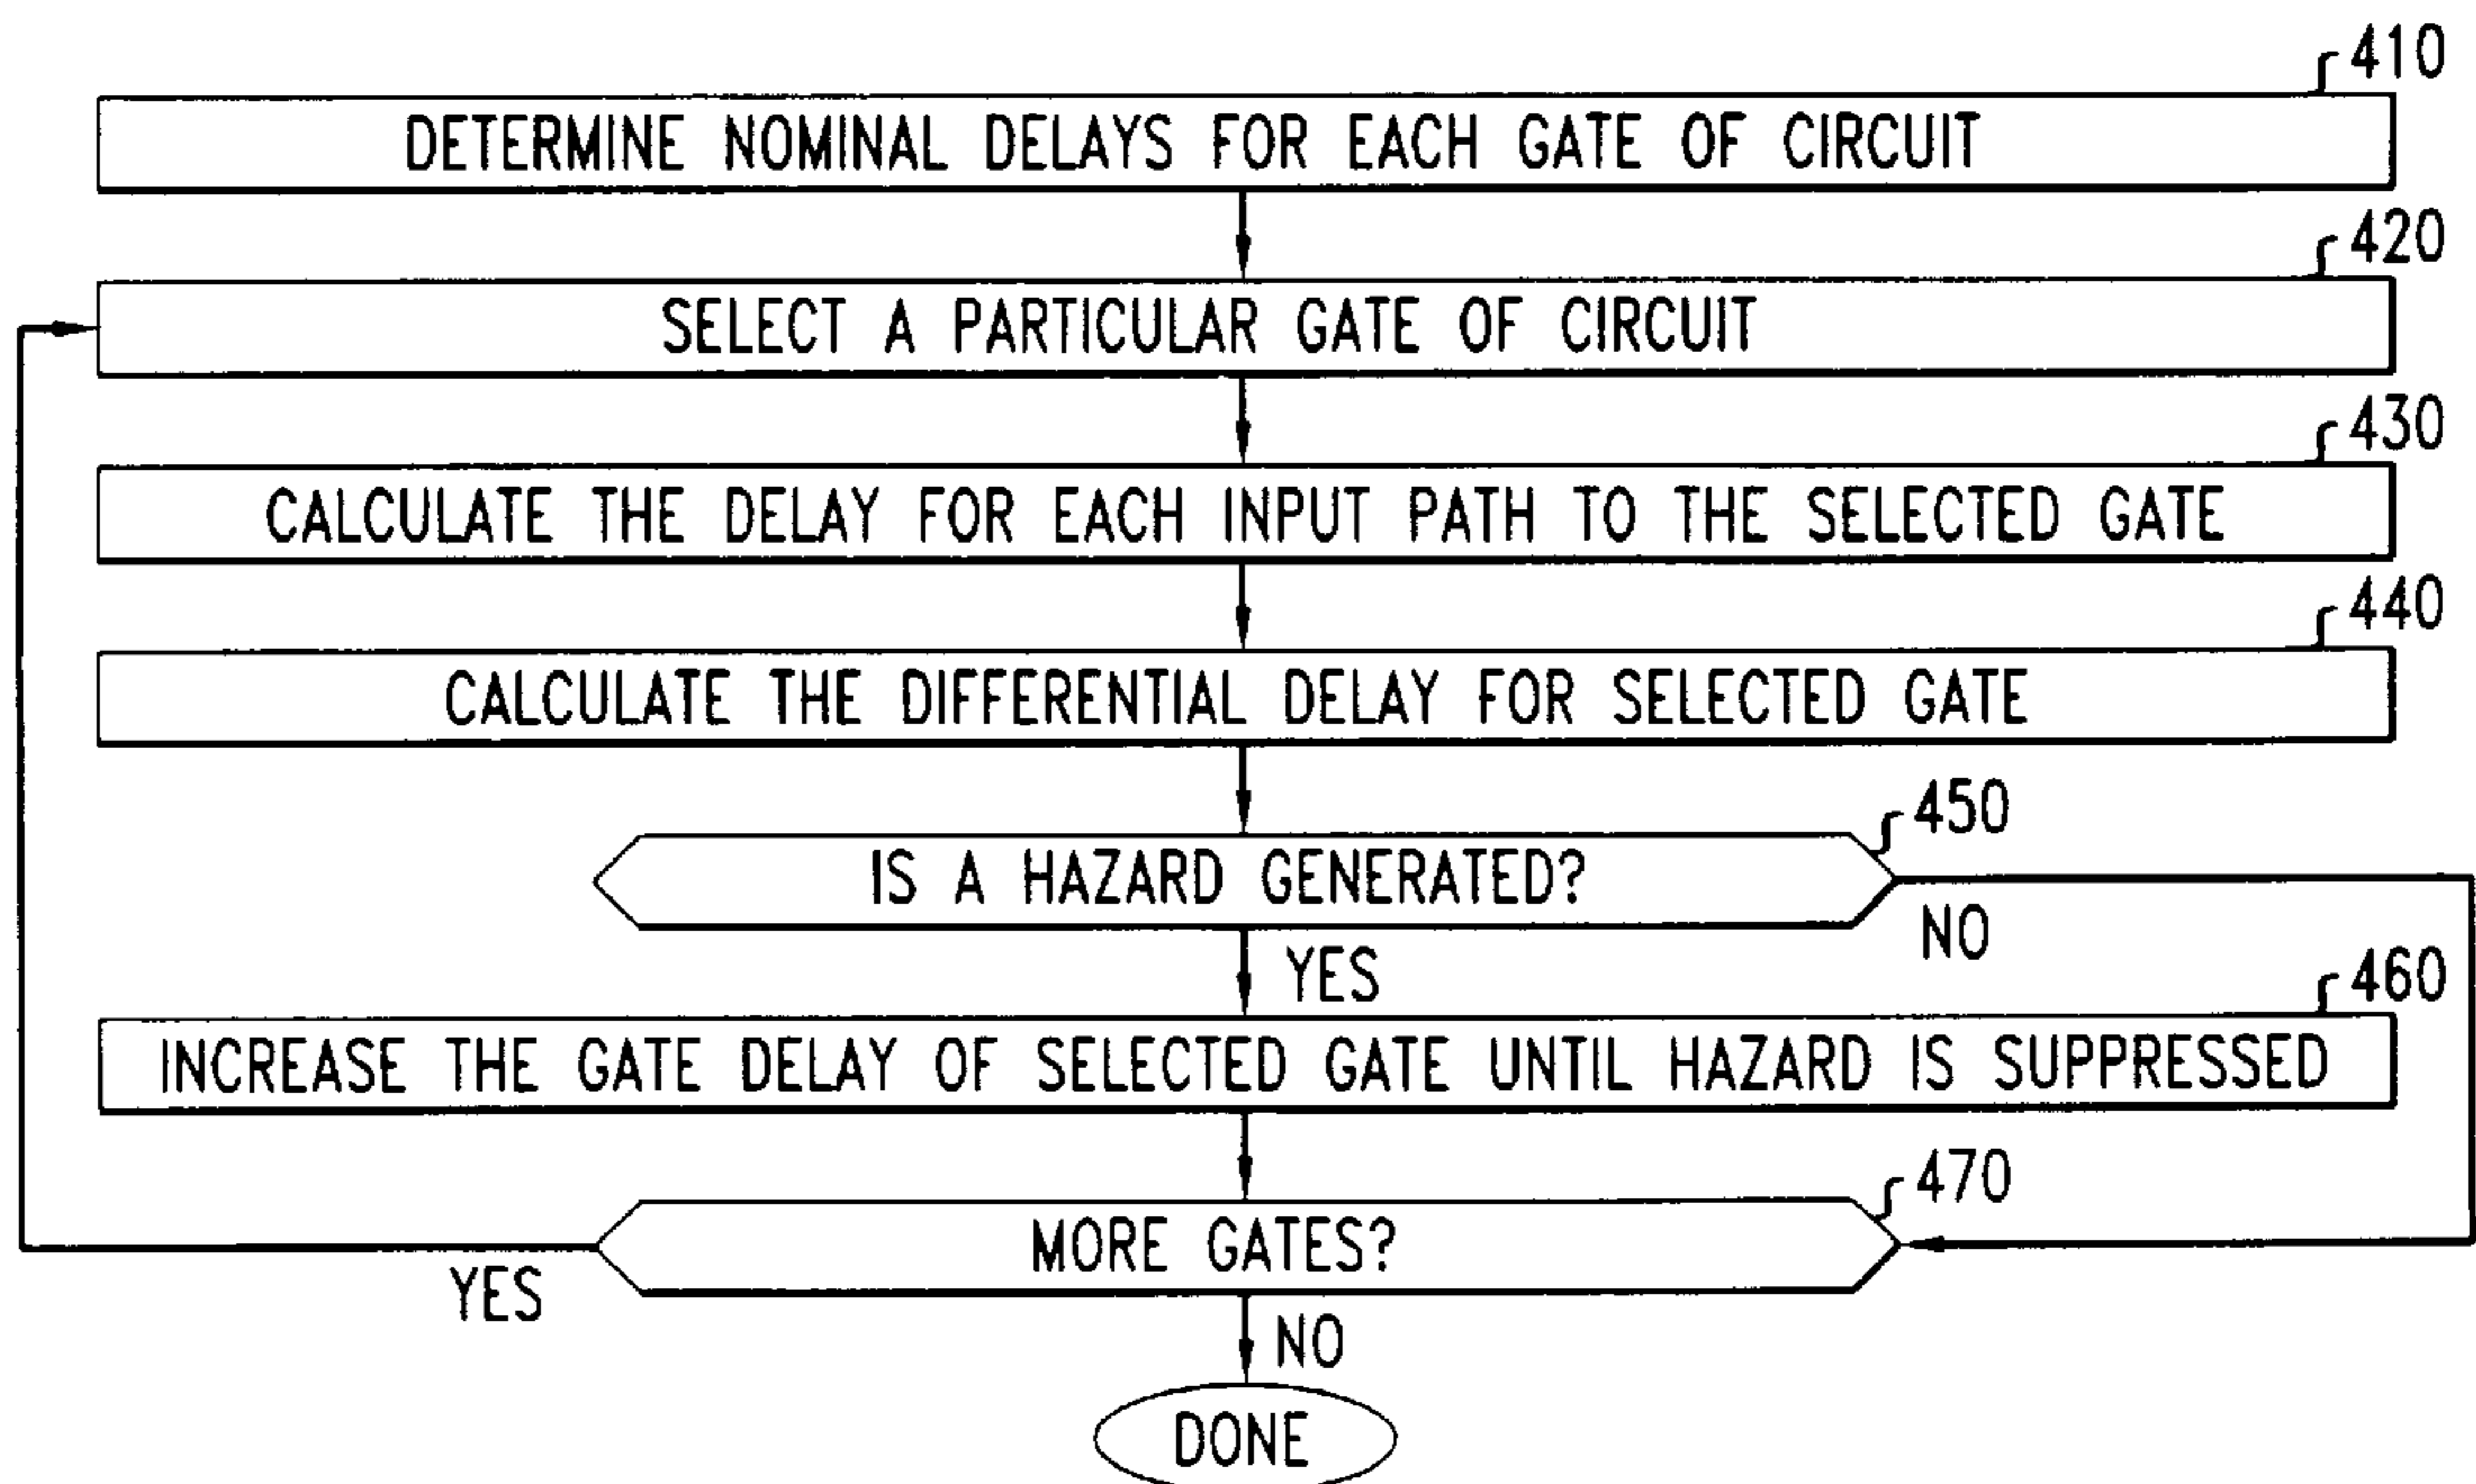 410
DETERMINE NOMINAL DELAYS FOR EACH GATE OF CIRCUIT
420
SELECT A PARTICULAR GATE OF CIRCUIT
430
CALCULATE THE DELAY FOR EACH INPUT PATH TO THE SELECTED GATE
440
CALCULATE THE DIFFERENTIAL DELAY FOR SELECTED GATE
450
IS A HAZARD GENERATED?
NO
YES
460
INCREASE THE GATE DELAY OF SELECTED GATE UNTIL HAZARD IS SUPPRESSED
470
MORE GATES?
YES
NO
DONE